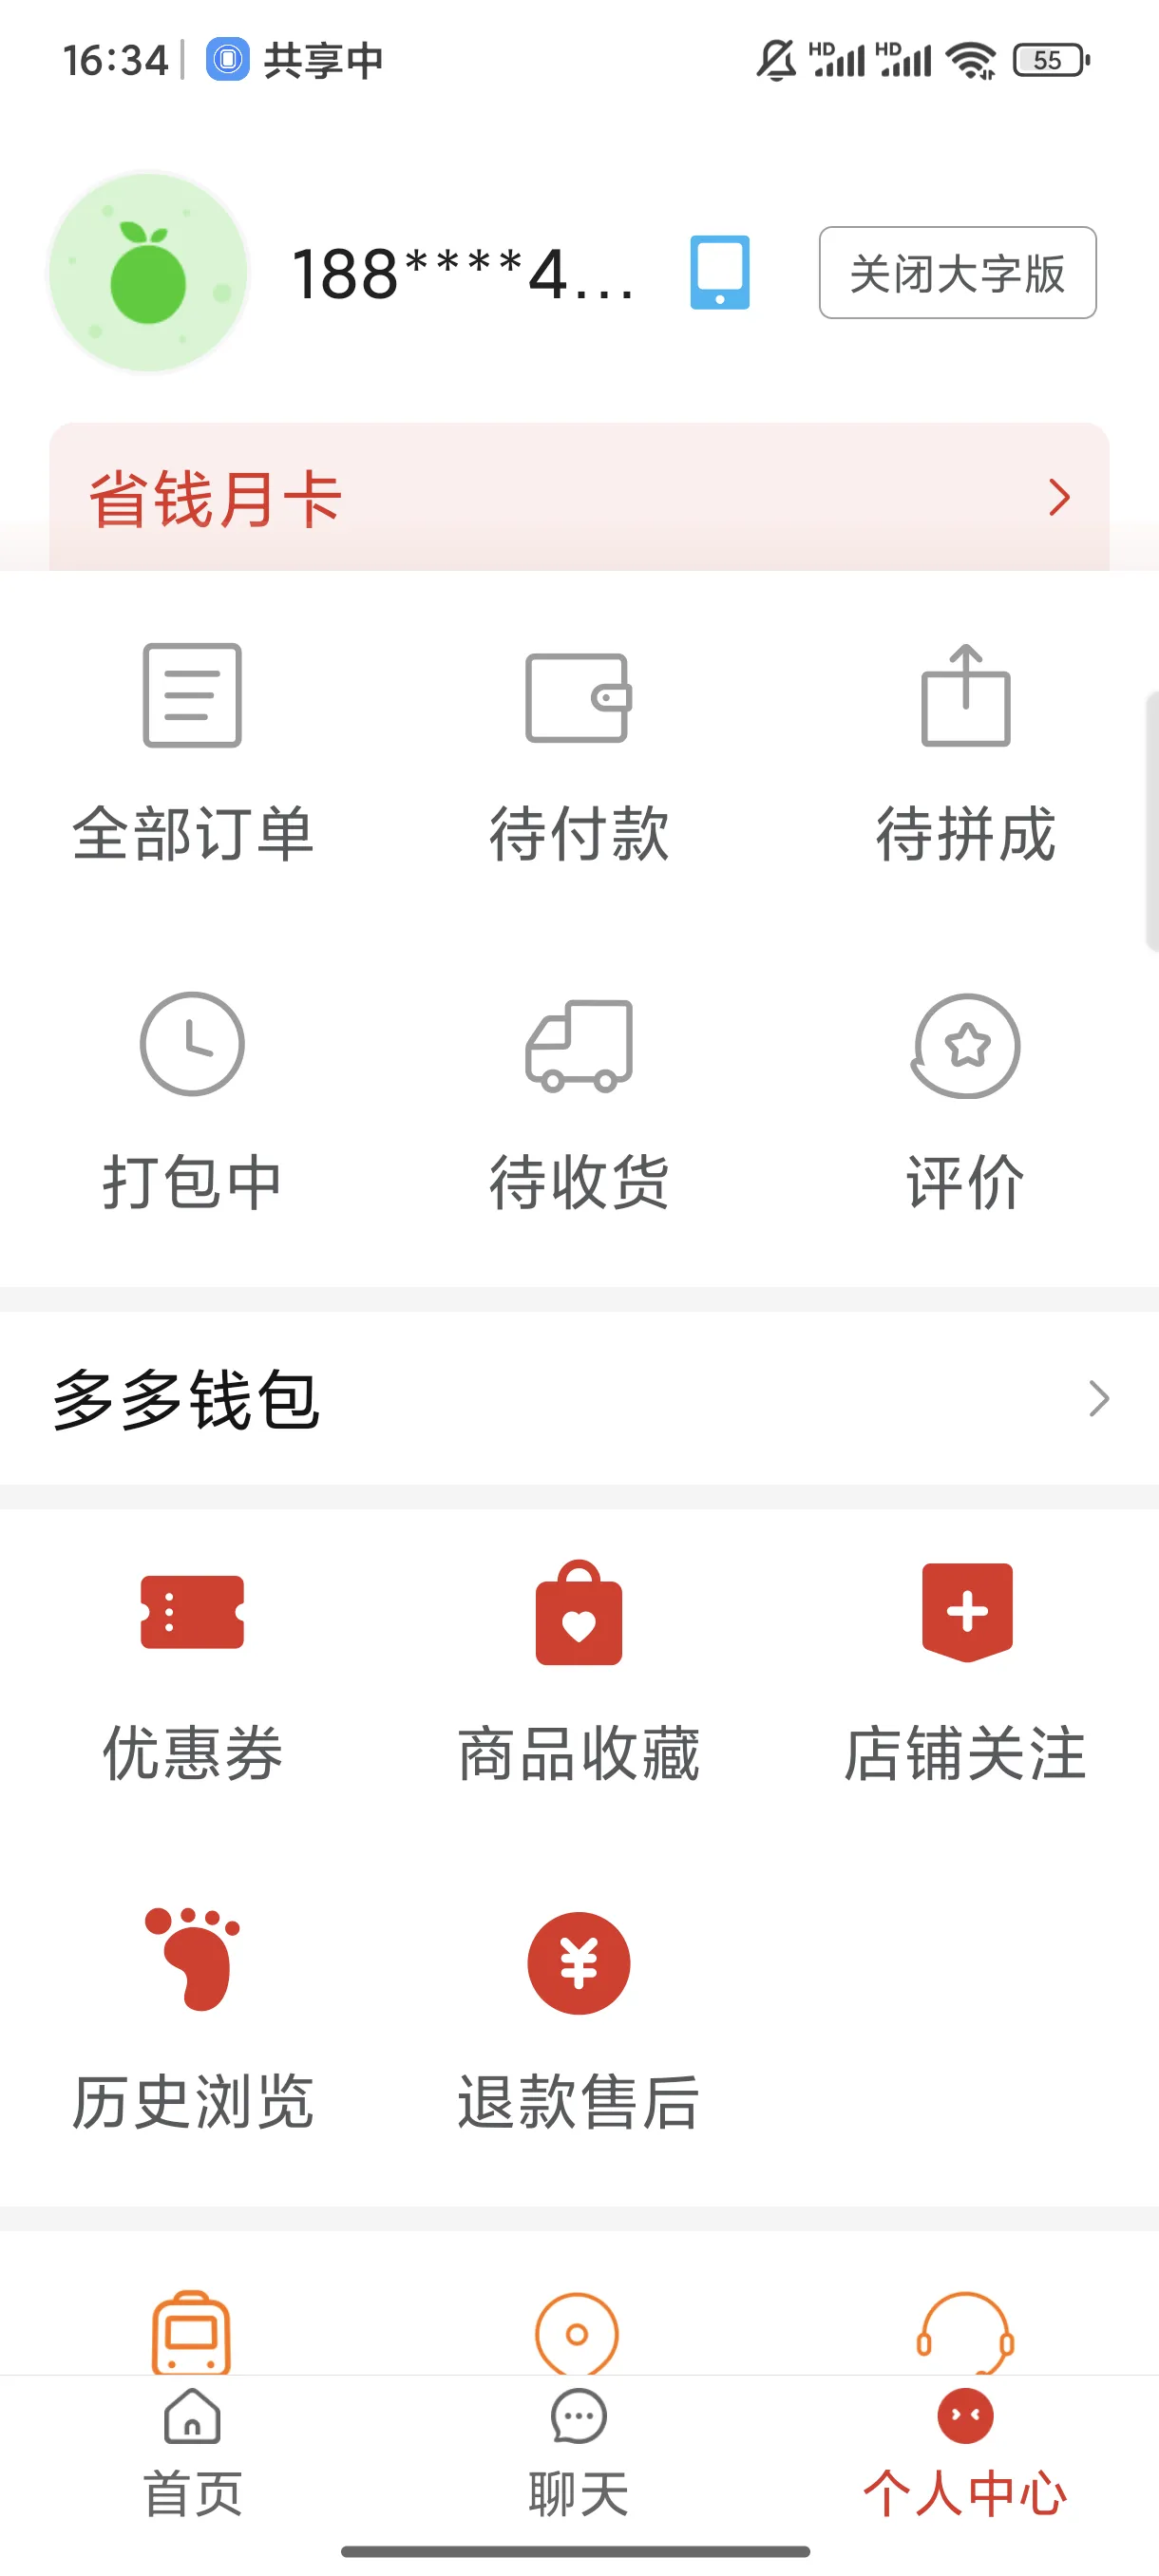 16:34 共享中 HD HD 55
188****4... 关闭大字版
省钱月卡
全部订单 待付款 待拼成
打包中 待收货 评价
多多钱包
优惠券 商品收藏 店铺关注
历史浏览 退款售后
首页 聊天 个人中心